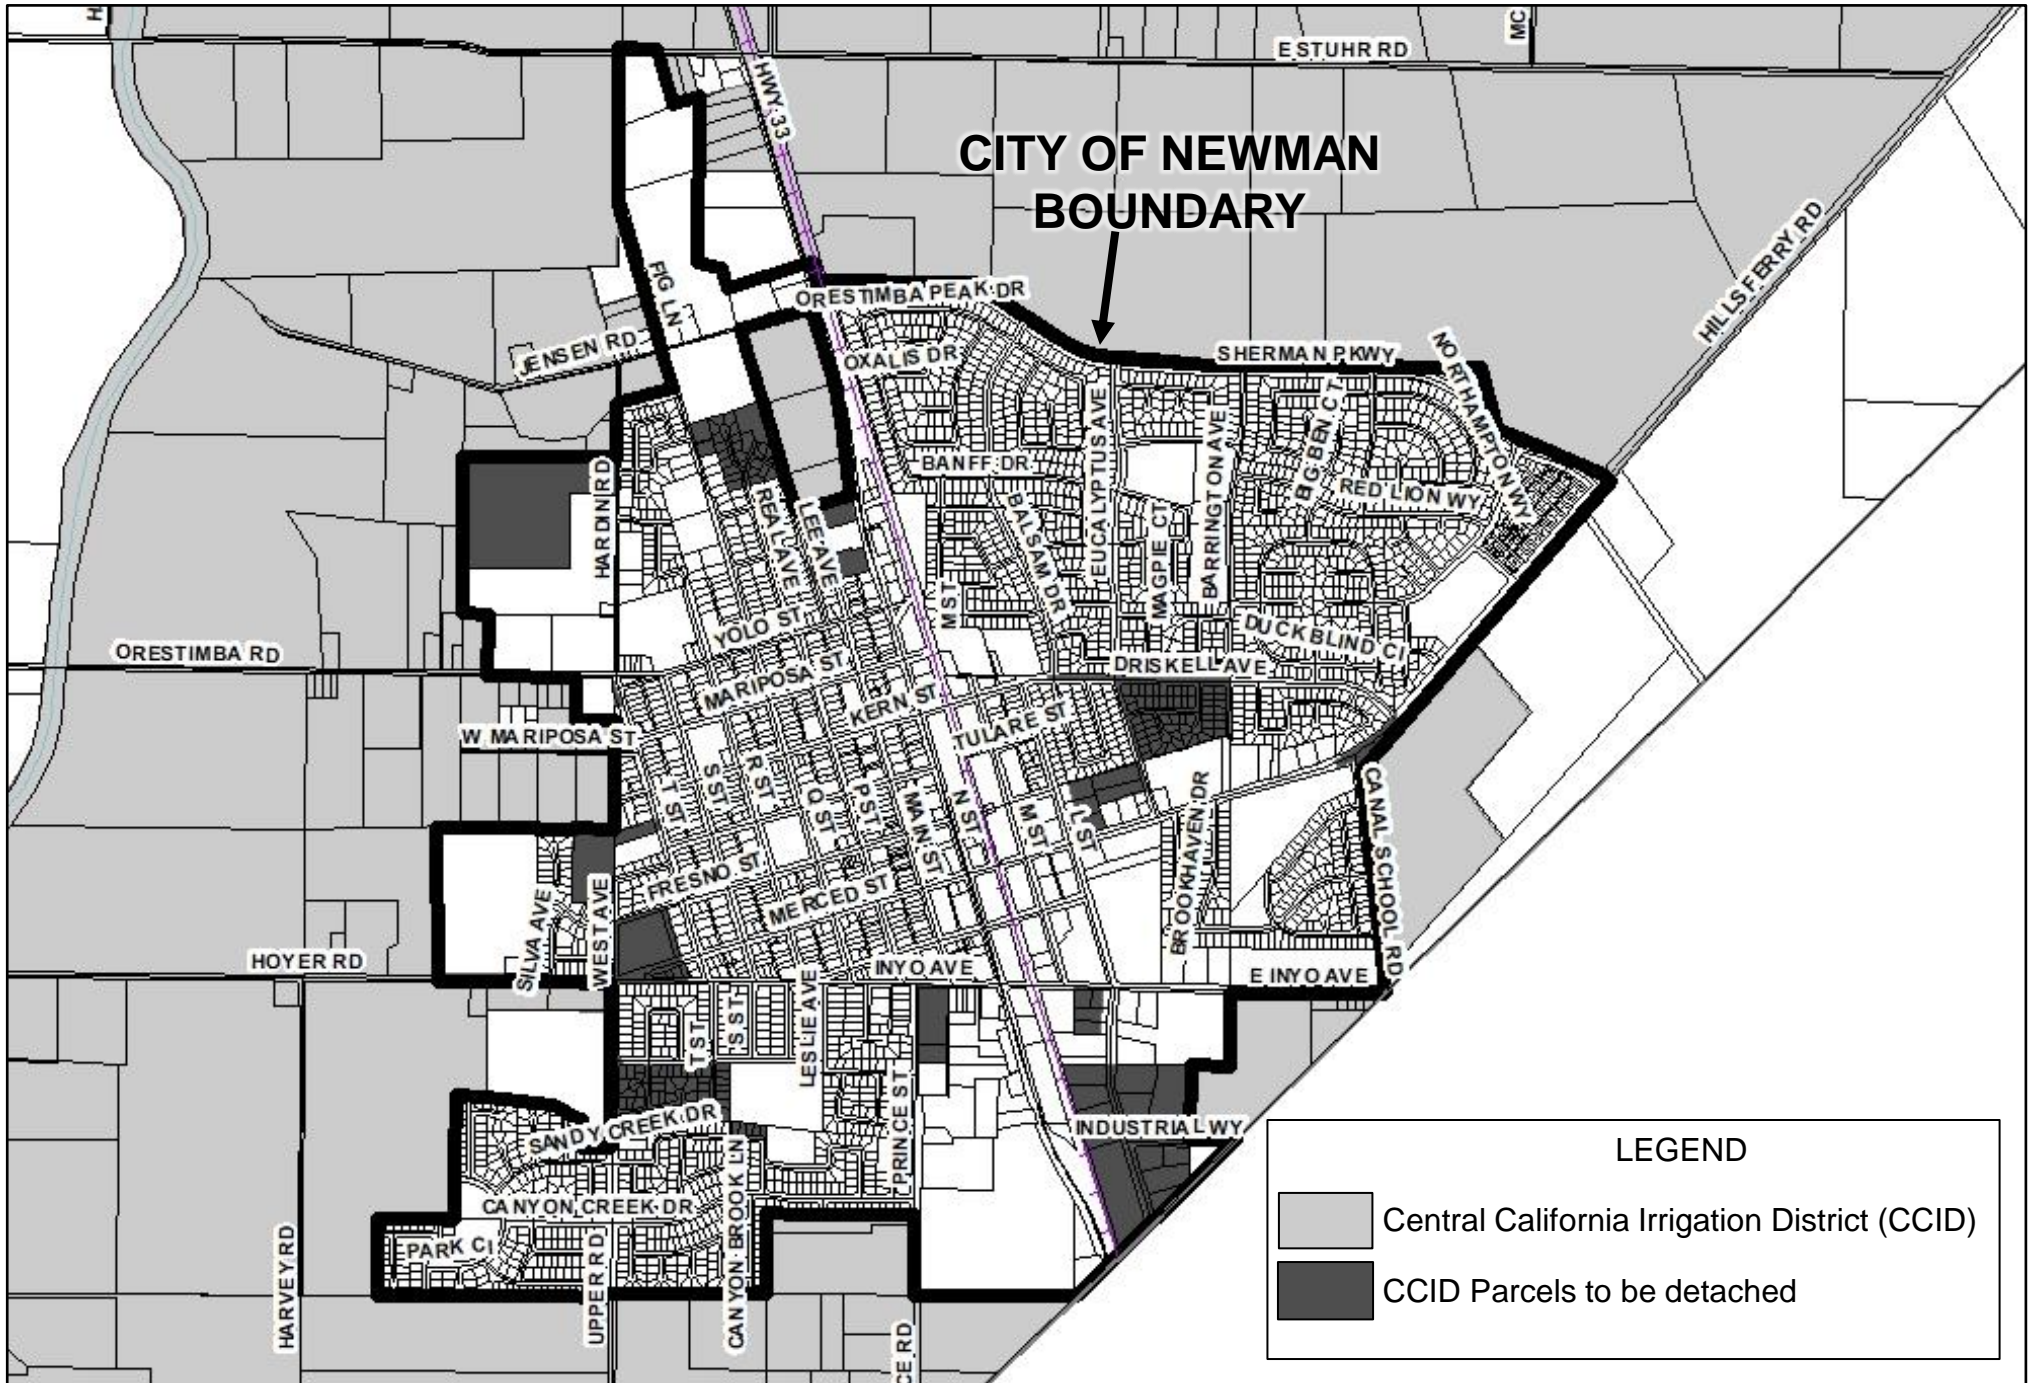 H
MC
E STUHR RD
HWY 33
CITY OF NEWMAN
BOUNDARY
HILLS FERRY RD
FIG LN
ORESTIMBA PEAK DR
JENSEN RD
OXALIS DR
SHERMAN PKWY
NORTHAMPTON WY
EUCALYPTUS AVE
BARRINGTON AVE
BIG BEN CT
BANFF DR
RED LION WY
HARDIN RD
REAL AVE
LEE AVE
BALSAM DR
MAGPIE CT
M ST
YOLO ST
DUCK BLIND CI
ORESTIMBA RD
MARIPOSA ST
DRISKELL AVE
KERN ST
W MARIPOSA ST
TULARE ST
T ST
S ST
R ST
Q ST
P ST
MAIN ST
N ST
M ST
L ST
BROOKHAVEN DR
CANAL SCHOOL RD
FRESNO ST
MERCED ST
SILVA AVE
WEST AVE
HOYER RD
INYO AVE
E INYO AVE
T ST
S ST
LESLIE AVE
PRINCE ST
SANDY CREEK DR
INDUSTRIAL WY
CANYON CREEK DR
CANYON BROOK LN
PARK CI
HARVEY RD
UPPER RD
CE RD
LEGEND
Central California Irrigation District (CCID)
CCID Parcels to be detached